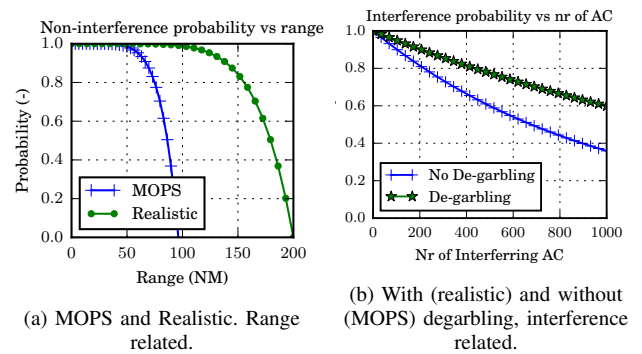 Non-interference probability vs range
1.0
0.8
0.6
0.4
0.2
0.0
Probability (-)
MOPS
Realistic
0 50 100 150 200
Range (NM)
(a) MOPS and Realistic. Range
related.
Interference probability vs nr of AC
1.0
0.8
0.6
0.4
0.2
0.0
No De-garbling
De-garbling
0 200 400 600 800 1000
Nr of Interfering AC
(b) With (realistic) and without
(MOPS) degarbling, interference
related.